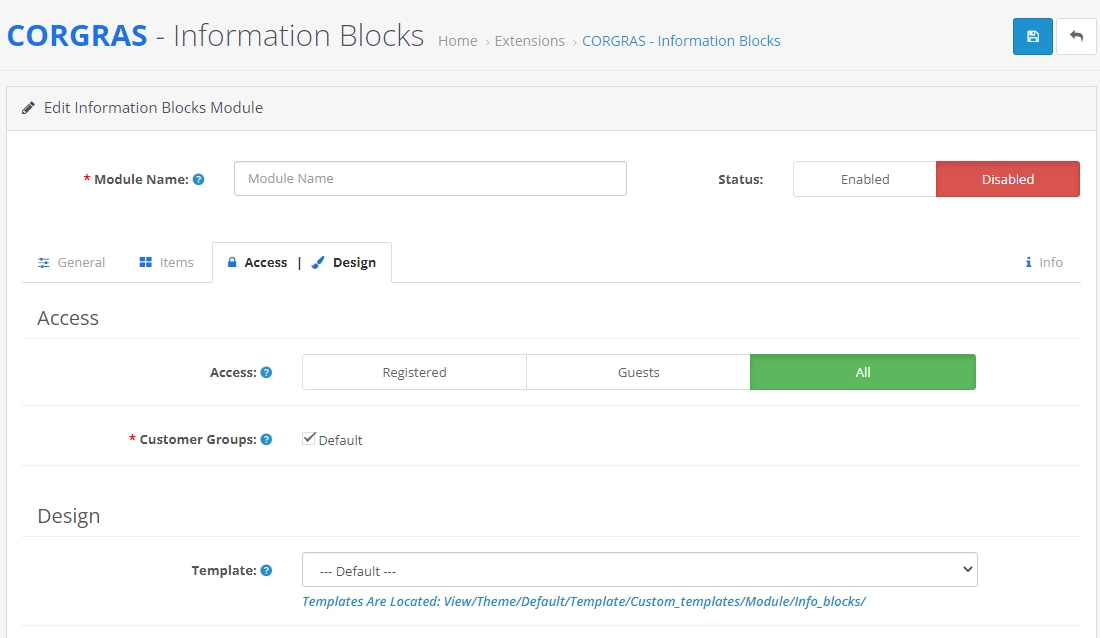 CORGRAS - Information Blocks Home › Extensions › CORGRAS - Information Blocks
Edit Information Blocks Module
* Module Name: Module Name Status: Enabled Disabled
General Items Access | Design Info
Access
Access: Registered Guests All
* Customer Groups: Default
Design
Template: --- Default ---
Templates Are Located: View/Theme/Default/Template/Custom_templates/Module/Info_blocks/